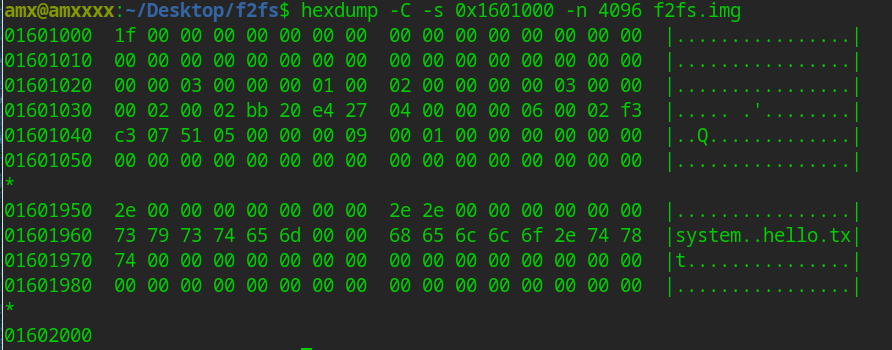 amx@amxxxx:~/Desktop/f2fs$ hexdump -C -s 0x1601000 -n 4096 f2fs.img
01601000  1f 00 00 00 00 00 00 00  00 00 00 00 00 00 00 00  |................|
01601010  00 00 00 00 00 00 00 00  00 00 00 00 00 00 00 00  |................|
01601020  00 00 03 00 00 00 01 00  02 00 00 00 00 03 00 00  |................|
01601030  00 02 00 02 bb 20 e4 27  04 00 00 00 06 00 02 f3  |..... .'........|
01601040  c3 07 51 05 00 00 00 09  00 01 00 00 00 00 00 00  |..Q.............|
01601050  00 00 00 00 00 00 00 00  00 00 00 00 00 00 00 00  |................|
*
01601950  2e 00 00 00 00 00 00 00  2e 2e 00 00 00 00 00 00  |................|
01601960  73 79 73 74 65 6d 00 00  68 65 6c 6c 6f 2e 74 78  |system..hello.tx|
01601970  74 00 00 00 00 00 00 00  00 00 00 00 00 00 00 00  |t...............|
01601980  00 00 00 00 00 00 00 00  00 00 00 00 00 00 00 00  |................|
*
01602000